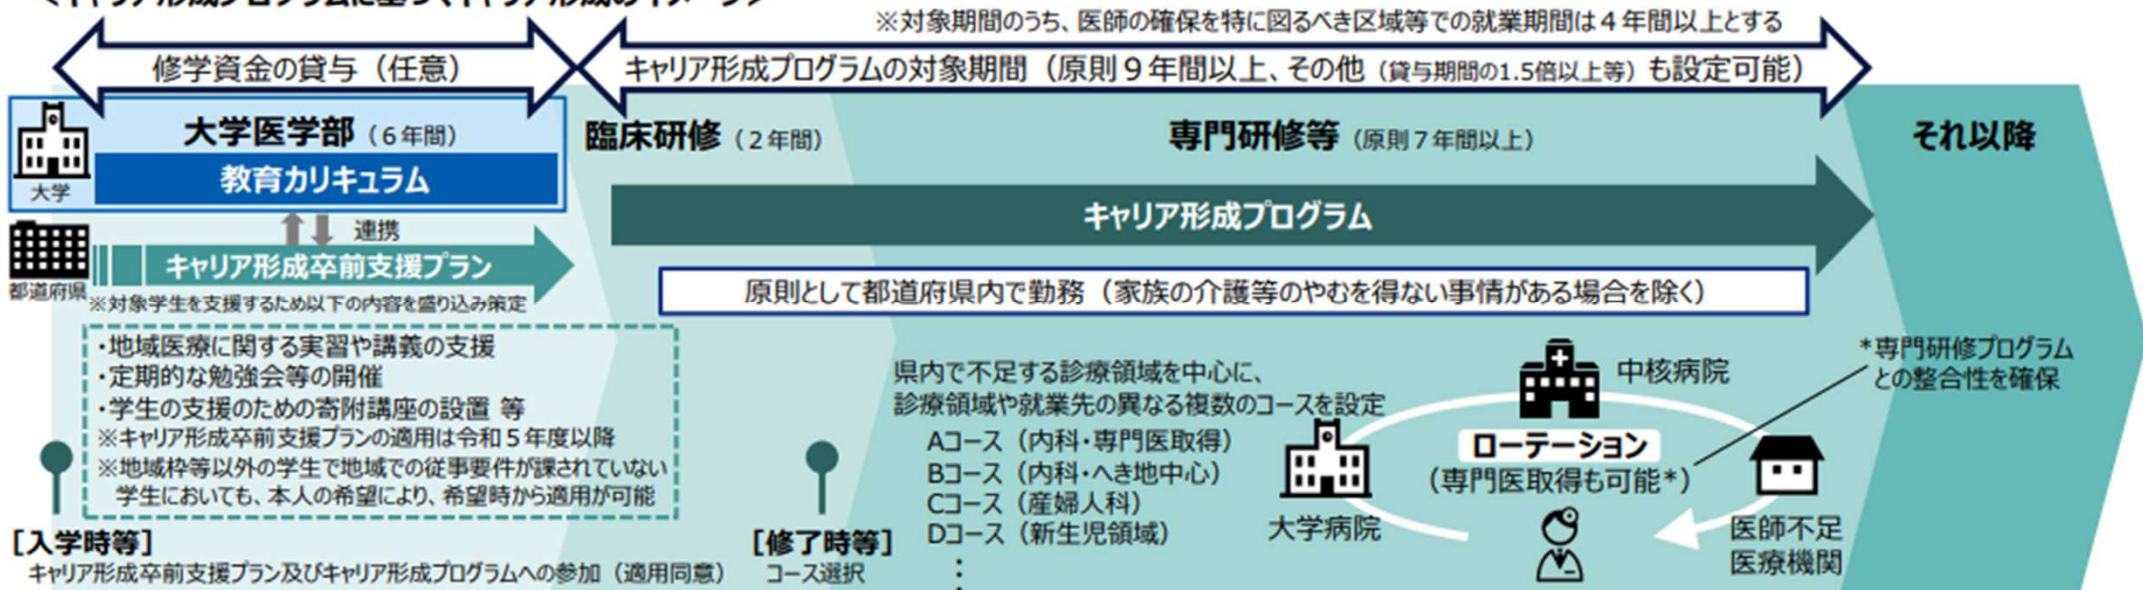 <キャリア形成プログラムに基づくキャリア形成のイメージ>
※対象期間のうち、医師の確保を特に図るべき区域等での就業期間は4年間以上とする
修学資金の貸与（任意）
キャリア形成プログラムの対象期間（原則9年間以上、その他（貸与期間の1.5倍以上等）も設定可能）
大学医学部（6年間）
臨床研修（2年間）
専門研修等（原則7年間以上）
それ以降
教育カリキュラム
大学
連携
キャリア形成プログラム
キャリア形成卒前支援プラン
都道府県
※対象学生を支援するため以下の内容を盛り込み策定
原則として都道府県内で勤務（家族の介護等のやむを得ない事情がある場合を除く）
・地域医療に関する実習や講義の支援
・定期的な勉強会等の開催
・学生の支援のための寄附講座の設置 等
※キャリア形成卒前支援プランの適用は令和5年度以降
※地域枠等以外の学生で地域での従事要件が課されていない
学生においても、本人の希望により、希望時から適用が可能
県内で不足する診療領域を中心に、
診療領域や就業先の異なる複数のコースを設定
Aコース（内科・専門医取得）
Bコース（内科・へき地中心）
Cコース（産婦人科）
Dコース（新生児領域）
：
中核病院
*専門研修プログラム
との整合性を確保
ローテーション
（専門医取得も可能*）
大学病院
医師不足
医療機関
［入学時等］
キャリア形成卒前支援プラン及びキャリア形成プログラムへの参加（適用同意）
［修了時等］
コース選択